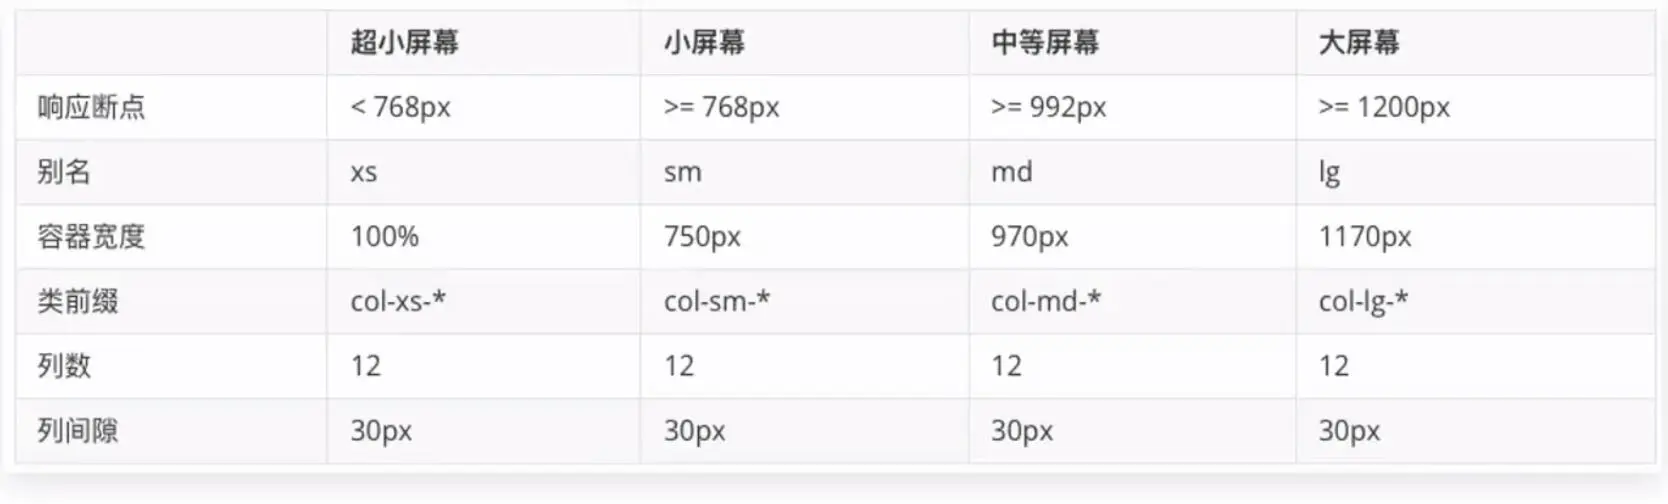 超小屏幕 小屏幕 中等屏幕 大屏幕
响应断点 < 768px >= 768px >= 992px >= 1200px
别名 xs sm md lg
容器宽度 100% 750px 970px 1170px
类前缀 col-xs-* col-sm-* col-md-* col-lg-*
列数 12 12 12 12
列间隙 30px 30px 30px 30px